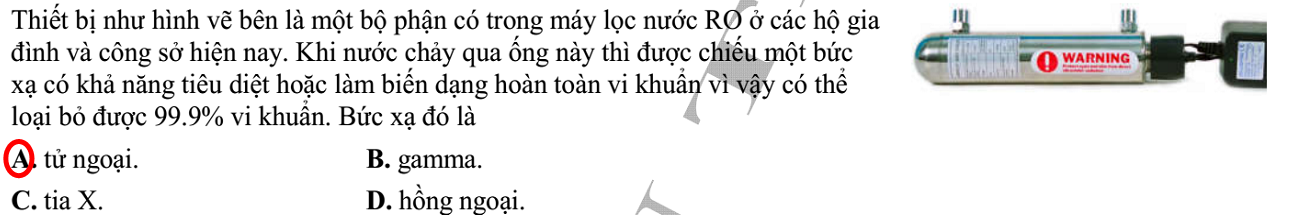 Thiết bị như hình vẽ bên là một bộ phận có trong máy lọc nước RO ở các hộ gia
đình và công sở hiện nay. Khi nước chảy qua ống này thì được chiếu một bức
xạ có khả năng tiêu diệt hoặc làm biến dạng hoàn toàn vi khuẩn vì vậy có thể
loại bỏ được 99.9% vi khuẩn. Bức xạ đó là
A. tử ngoại.
B. gamma.
C. tia X.
D. hồng ngoại.
WARNING